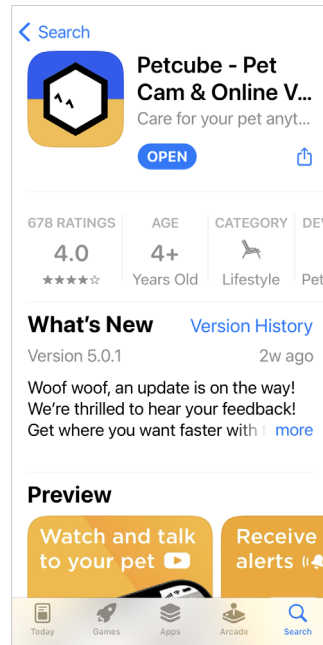 Search
Petcube - Pet
Cam & Online V...
Care for your pet anyt...
OPEN
678 RATINGS
4.0
AGE
4+
Years Old
CATEGORY
Lifestyle
DE
Pet
What's New
Version History
Version 5.0.1
2w ago
Woof woof, an update is on the way!
We're thrilled to hear your feedback!
Get where you want faster with t more
Preview
Watch and talk
to your pet
Receive
alerts
Today
Games
Apps
Arcade
Search